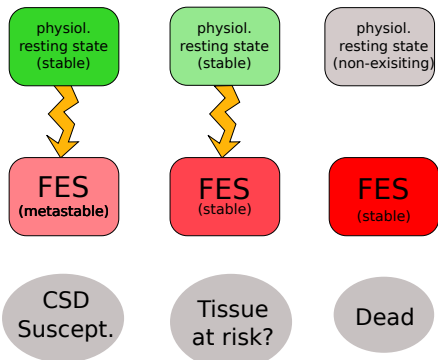 physiol.
resting state
(stable)
physiol.
resting state
(stable)
physiol.
resting state
(non-exisiting)
FES
(metastable)
FES
(stable)
FES
(stable)
CSD
Suscept.
Tissue
at risk?
Dead